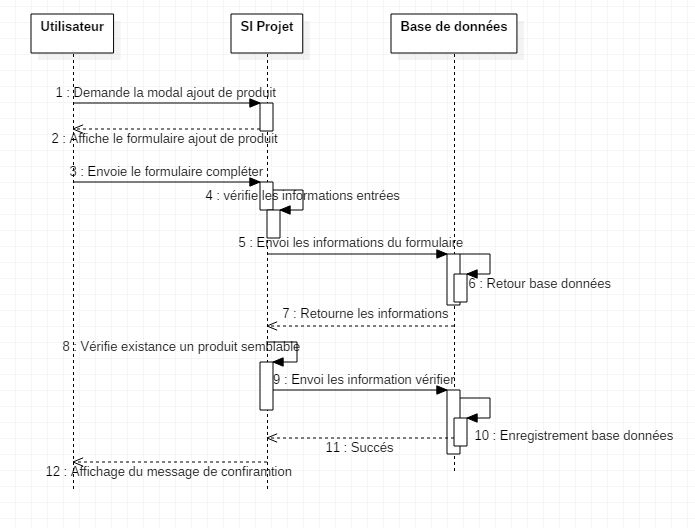 Utilisateur
SI Projet
Base de données
1 : Demande la modal ajout de produit
2 : Affiche le formulaire ajout de produit
3 : Envoie le formulaire compléter
4 : vérifie les informations entrées
5 : Envoi les informations du formulaire
6 : Retour base données
7 : Retourne les informations
8 : Vérifie existance un produit semblable
9 : Envoi les information vérifier
10 : Enregistrement base données
11 : Succés
12 : Affichage du message de confiramtion